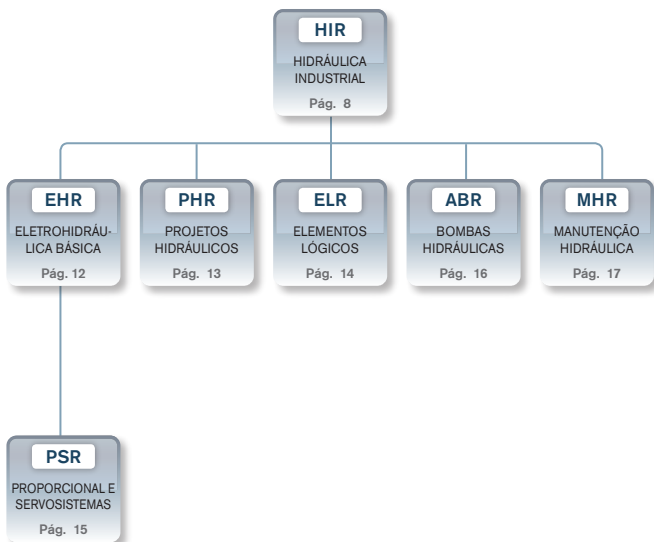 HIR
HIDRÁULICA
INDUSTRIAL
Pág. 8
EHR
ELETROHIDRÁU-
LICA BÁSICA
Pág. 12
PHR
PROJETOS
HIDRÁULICOS
Pág. 13
ELR
ELEMENTOS
LÓGICOS
Pág. 14
ABR
BOMBAS
HIDRÁULICAS
Pág. 16
MHR
MANUTENÇÃO
HIDRÁULICA
Pág. 17
PSR
PROPORCIONAL E
SERVOSISTEMAS
Pág. 15